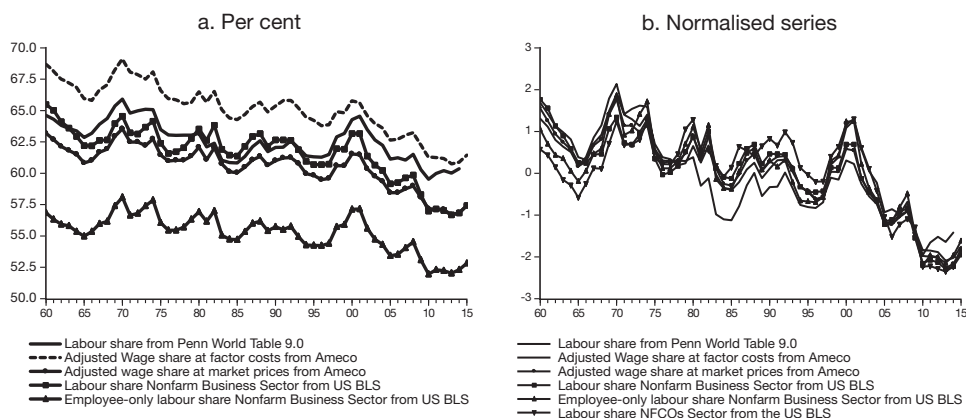 a. Per cent
70.0
67.5
65.0
62.5
60.0
57.5
55.0
52.5
50.0
60 65 70 75 80 85 90 95 00 05 10 15
Labour share from Penn World Table 9.0
Adjusted Wage share at factor costs from Ameco
Adjusted wage share at market prices from Ameco
Labour share Nonfarm Business Sector from US BLS
Employee-only labour share Nonfarm Business Sector from US BLS
b. Normalised series
3
2
1
0
-1
-2
-3
60 65 70 75 80 85 90 95 00 05 10 15
Labour share from Penn World Table 9.0
Adjusted Wage share at factor costs from Ameco
Adjusted wage share at market prices from Ameco
Labour share Nonfarm Business Sector from US BLS
Employee-only labour share Nonfarm Business Sector from US BLS
Labour share NFCOs Sector from the US BLS